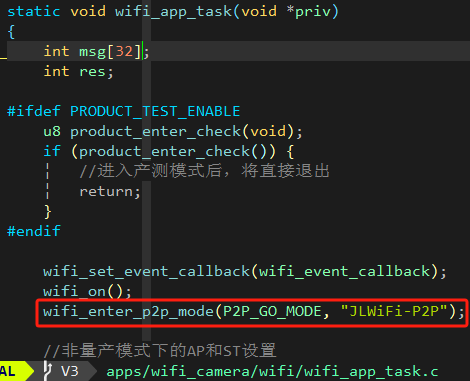 static void wifi_app_task(void *priv)
{
    int msg[32];
    int res;

#ifdef PRODUCT_TEST_ENABLE
    u8 product_enter_check(void);
    if (product_enter_check()) {
        //进入产测模式后，将直接退出
        return;
    }
#endif

    wifi_set_event_callback(wifi_event_callback);
    wifi_on();
    wifi_enter_p2p_mode(P2P_GO_MODE, "JLWiFi-P2P");

    //非量产模式下的AP和ST设置
AL V3 apps/wifi_camera/wifi/wifi_app_task.c